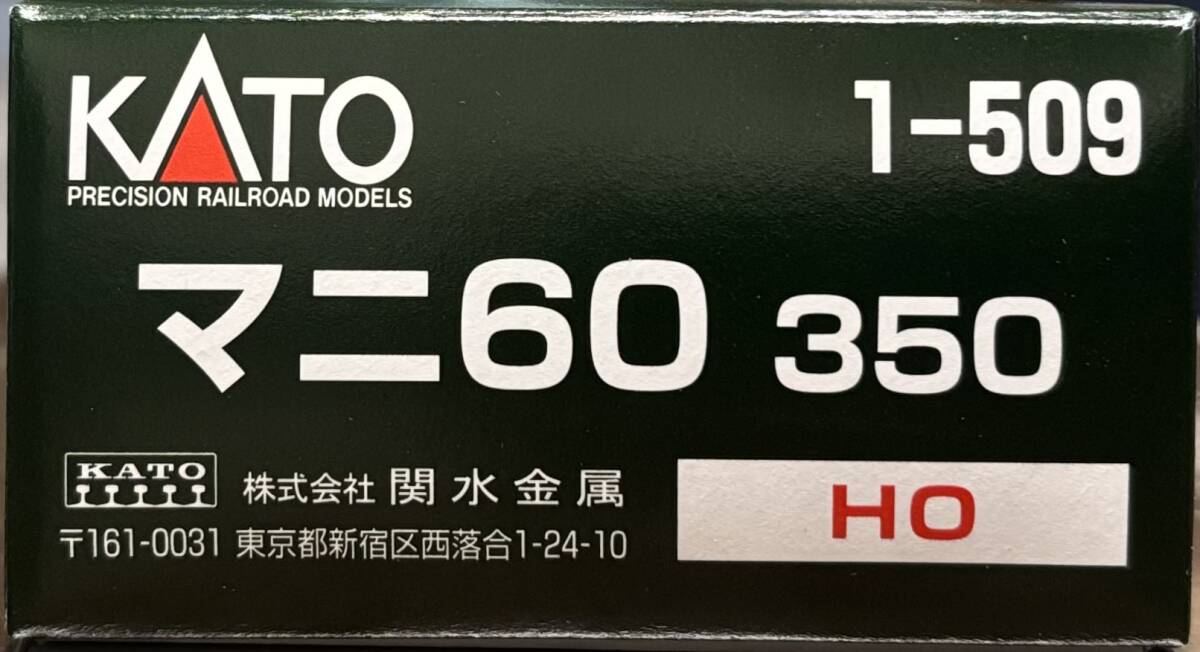 KATO 1-509
PRECISION RAILROAD MODELS
マニ60 350
KATO 株式会社 関水金属
〒161-0031 東京都新宿区西落合1-24-10
HO